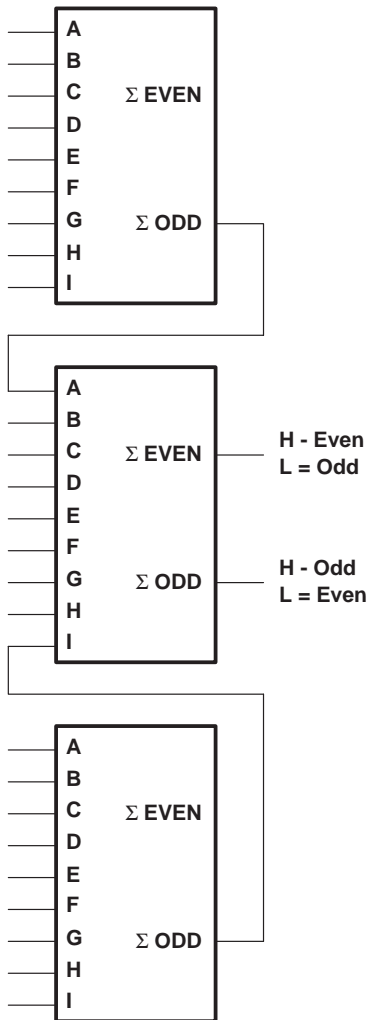 A
B
C
Σ EVEN
D
E
F
G
Σ ODD
H
I
A
B
C
Σ EVEN
H - Even
L = Odd
D
E
F
G
Σ ODD
H - Odd
L = Even
H
I
A
B
C
Σ EVEN
D
E
F
G
Σ ODD
H
I